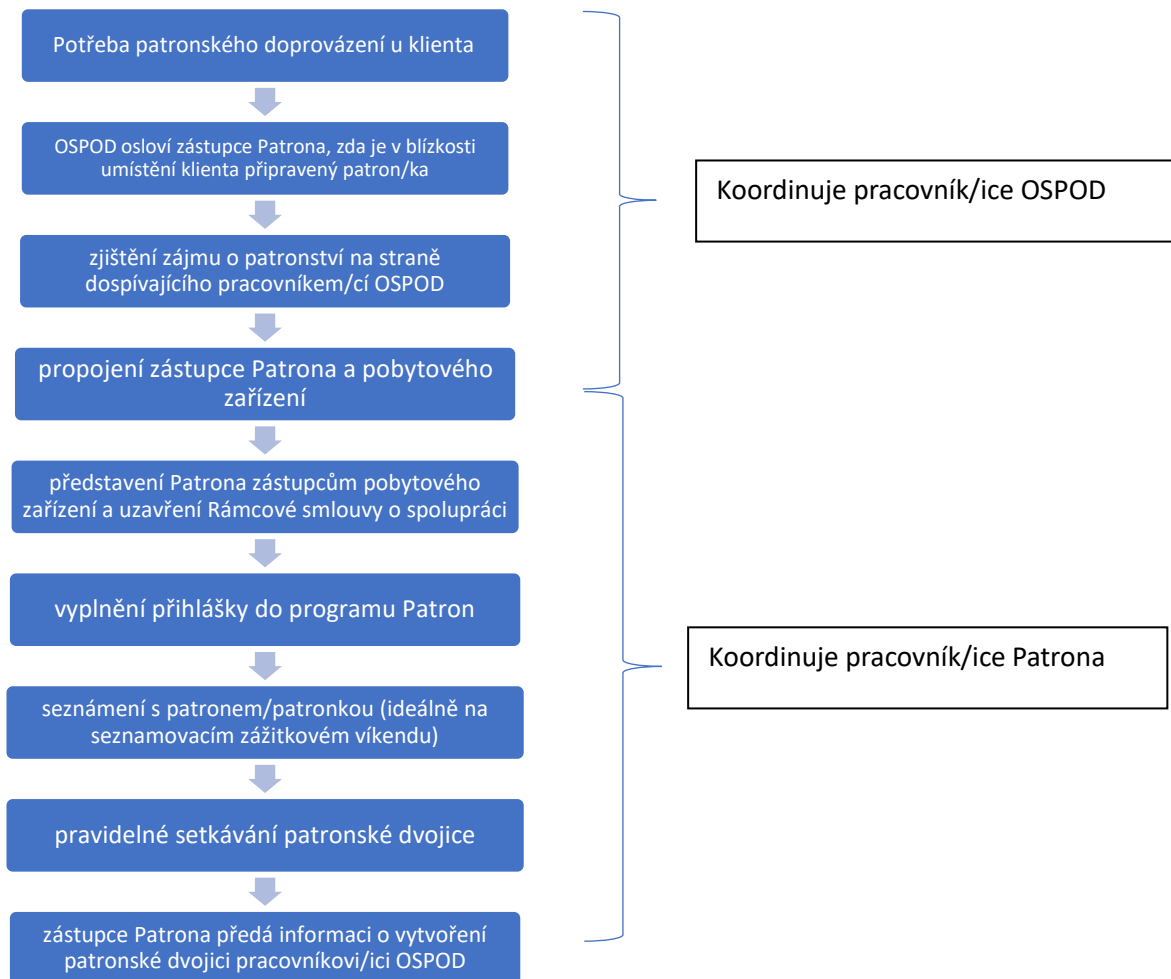 Potřeba patronského doprovázení u klienta
OSPOD osloví zástupce Patrona, zda je v blízkosti
umístění klienta připravený patron/ka
Koordinuje pracovník/ice OSPOD
zjištění zájmu o patronství na straně
dospívajícího pracovníkem/cí OSPOD
propojení zástupce Patrona a pobytového
zařízení
představení Patrona zástupcům pobytového
zařízení a uzavření Rámcové smlouvy o spolupráci
vyplnění přihlášky do programu Patron
Koordinuje pracovník/ice Patrona
seznámení s patronem/patronkou (ideálně na
seznamovacím zážitkovém víkendu)
pravidelné setkávání patronské dvojice
zástupce Patrona předá informaci o vytvoření
patronské dvojici pracovníkovi/ici OSPOD